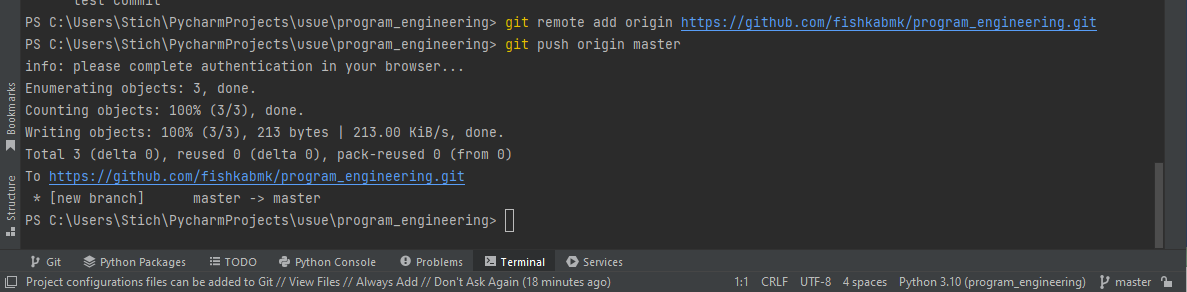 test commit
PS C:\Users\Stich\PycharmProjects\usue\program_engineering> git remote add origin https://github.com/fishkabmk/program_engineering.git
PS C:\Users\Stich\PycharmProjects\usue\program_engineering> git push origin master
info: please complete authentication in your browser...
Enumerating objects: 3, done.
Counting objects: 100% (3/3), done.
Writing objects: 100% (3/3), 213 bytes | 213.00 KiB/s, done.
Total 3 (delta 0), reused 0 (delta 0), pack-reused 0 (from 0)
To https://github.com/fishkabmk/program_engineering.git
 * [new branch]      master -> master
PS C:\Users\Stich\PycharmProjects\usue\program_engineering>
Bookmarks
Structure
Git Python Packages TODO Python Console Problems Terminal Services
Project configurations files can be added to Git // View Files // Always Add // Don't Ask Again (18 minutes ago) 1:1 CRLF UTF-8 4 spaces Python 3.10 (program_engineering) master